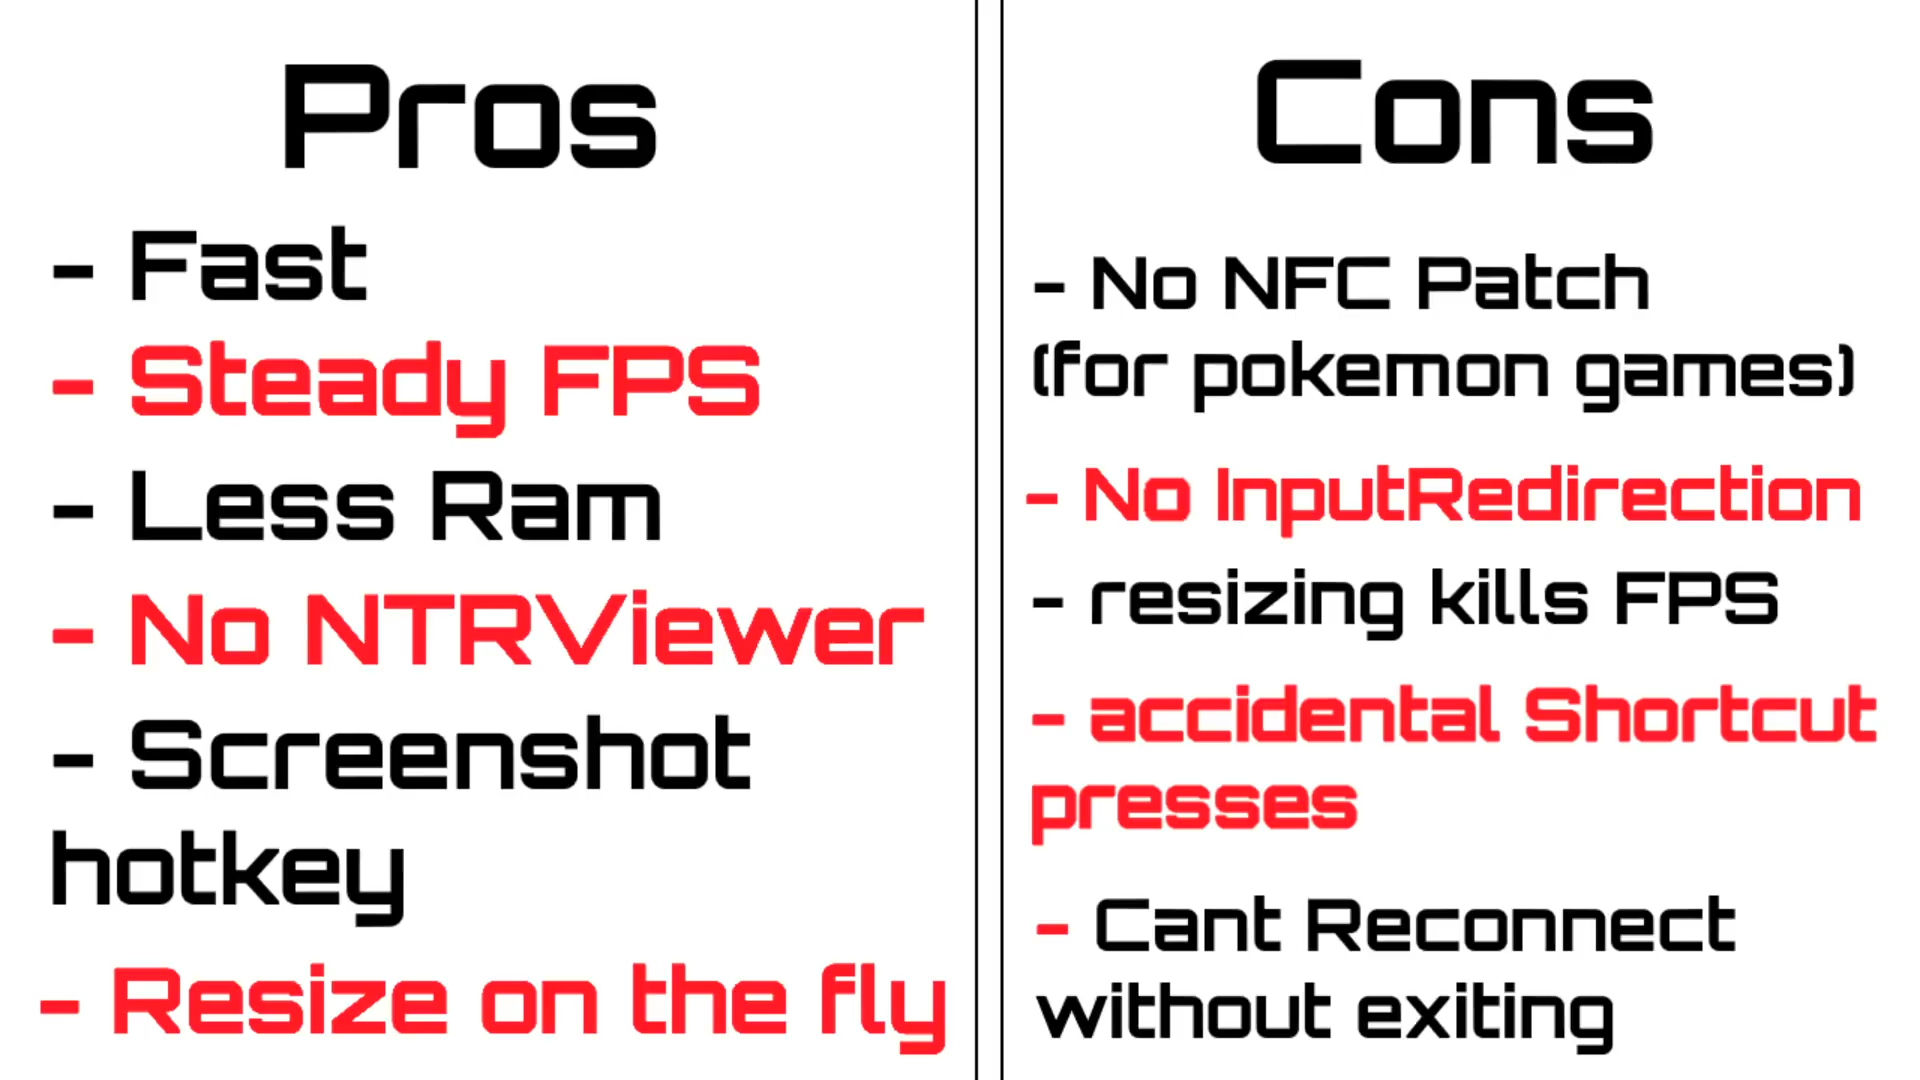 Pros
- Fast
- Steady FPS
- Less Ram
- No NTRViewer
- Screenshot
hotkey
- Resize on the fly
Cons
- No NFC Patch
(for pokemon games)
- No InputRedirection
- resizing kills FPS
- accidental Shortcut
presses
- Cant Reconnect
without exiting